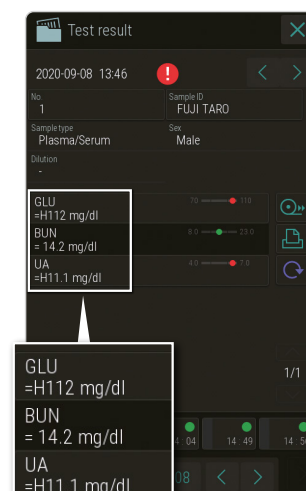 Test result
2020-09-08 13:46
No
1
Sample ID
FUJI TARO
Sample type
Plasma/Serum
Sex
Male
Dilution
-
GLU
=H112 mg/dl
70 110
BUN
= 14.2 mg/dl
8.0 23.0
UA
=H11.1 mg/dl
4.0 7.0
1/1
GLU
=H112 mg/dl
BUN
= 14.2 mg/dl
UA
=H11.1 mg/dl
:04
14:49
08